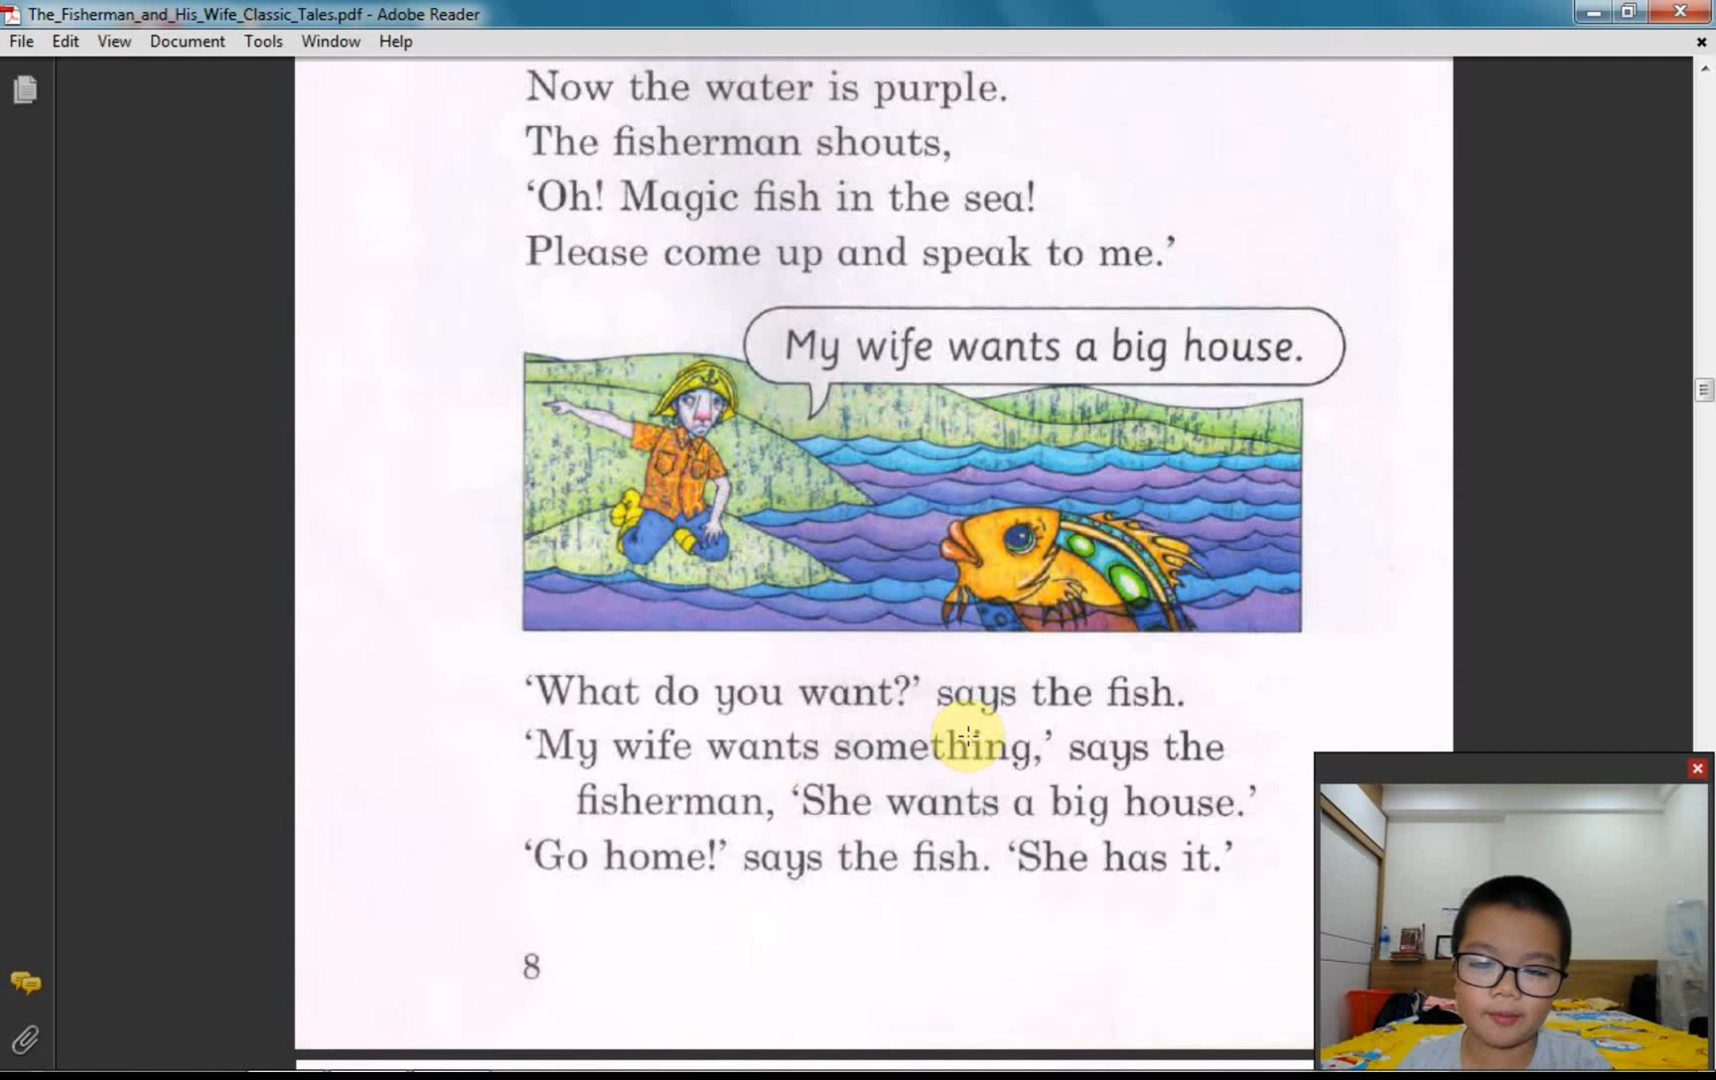 The_Fisherman_and_His_Wife_Classic_Tales.pdf - Adobe Reader
File Edit View Document Tools Window Help
Now the water is purple.
The fisherman shouts,
‘Oh! Magic fish in the sea!
Please come up and speak to me.’
My wife wants a big house.
‘What do you want?’ says the fish.
‘My wife wants something,’ says the
fisherman, ‘She wants a big house.’
‘Go home!’ says the fish. ‘She has it.’
8